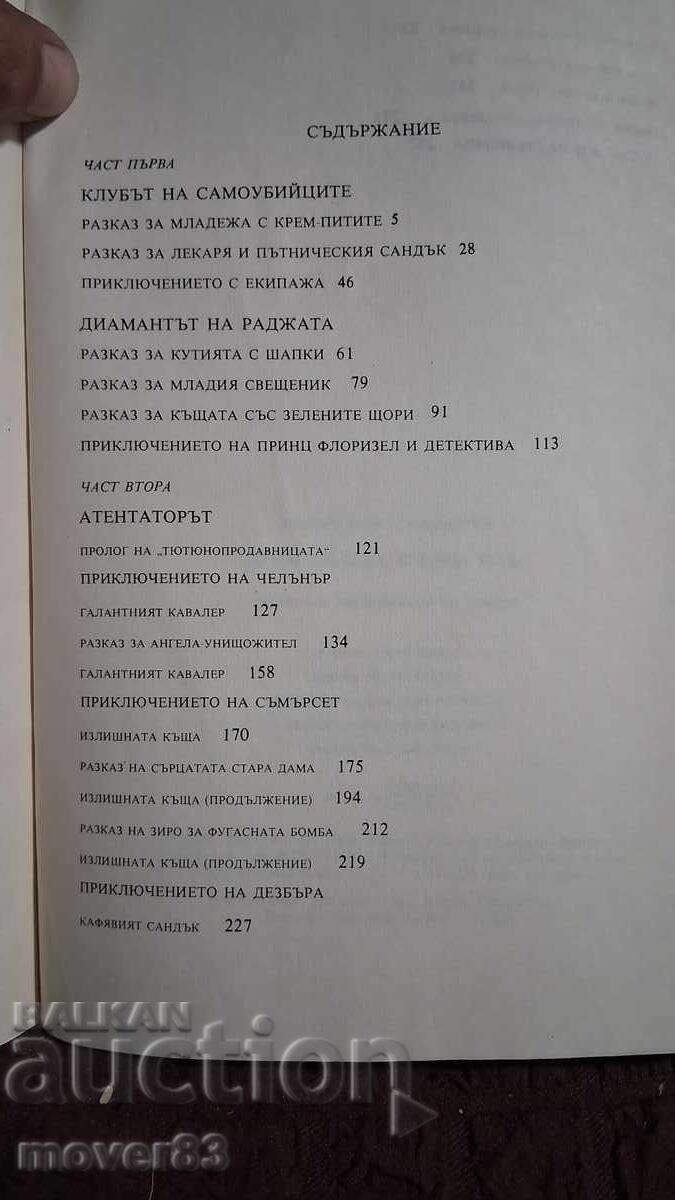 СЪДЪРЖАНИЕ
ЧАСТ ПЪРВА
КЛУБЪТ НА САМОУБИЙЦИТЕ
РАЗКАЗ ЗА МЛАДЕЖА С КРЕМ-ПИТИТЕ 5
РАЗКАЗ ЗА ЛЕКАРЯ И ПЪТНИЧЕСКИЯ САНДЪК 28
ПРИКЛЮЧЕНИЕТО С ЕКИПАЖА 46
ДИАМАНТЪТ НА РАДЖАТА
РАЗКАЗ ЗА КУТИЯТА С ШАПКИ 61
РАЗКАЗ ЗА МЛАДИЯ СВЕЩЕНИК 79
РАЗКАЗ ЗА КЪЩАТА СЪС ЗЕЛЕНИТЕ ЩОРИ 91
ПРИКЛЮЧЕНИЕТО НА ПРИНЦ ФЛОРИЗЕЛ И ДЕТЕКТИВА 113
ЧАСТ ВТОРА
АТЕНТАТОРЪТ
ПРОЛОГ НА „ТЮТЮНОПРОДАВНИЦАТА“ 121
ПРИКЛЮЧЕНИЕТО НА ЧЕЛЪНЪР
ГАЛАНТНИЯТ КАВАЛЕР 127
РАЗКАЗ ЗА АНГЕЛА-УНИЩОЖИТЕЛ 134
ГАЛАНТНИЯТ КАВАЛЕР 158
ПРИКЛЮЧЕНИЕТО НА СЪМЪРСЕТ
ИЗЛИШНАТА КЪЩА 170
РАЗКАЗ НА СЪРЦАТАТА СТАРА ДАМА 175
ИЗЛИШНАТА КЪЩА (ПРОДЪЛЖЕНИЕ) 194
РАЗКАЗ НА ЗИРО ЗА ФУГАСНАТА БОМБА 212
ИЗЛИШНАТА КЪЩА (ПРОДЪЛЖЕНИЕ) 219
ПРИКЛЮЧЕНИЕТО НА ДЕЗБЪРА
КАФЯВИЯТ САНДЪК 227
BALKAN
auction
mover83